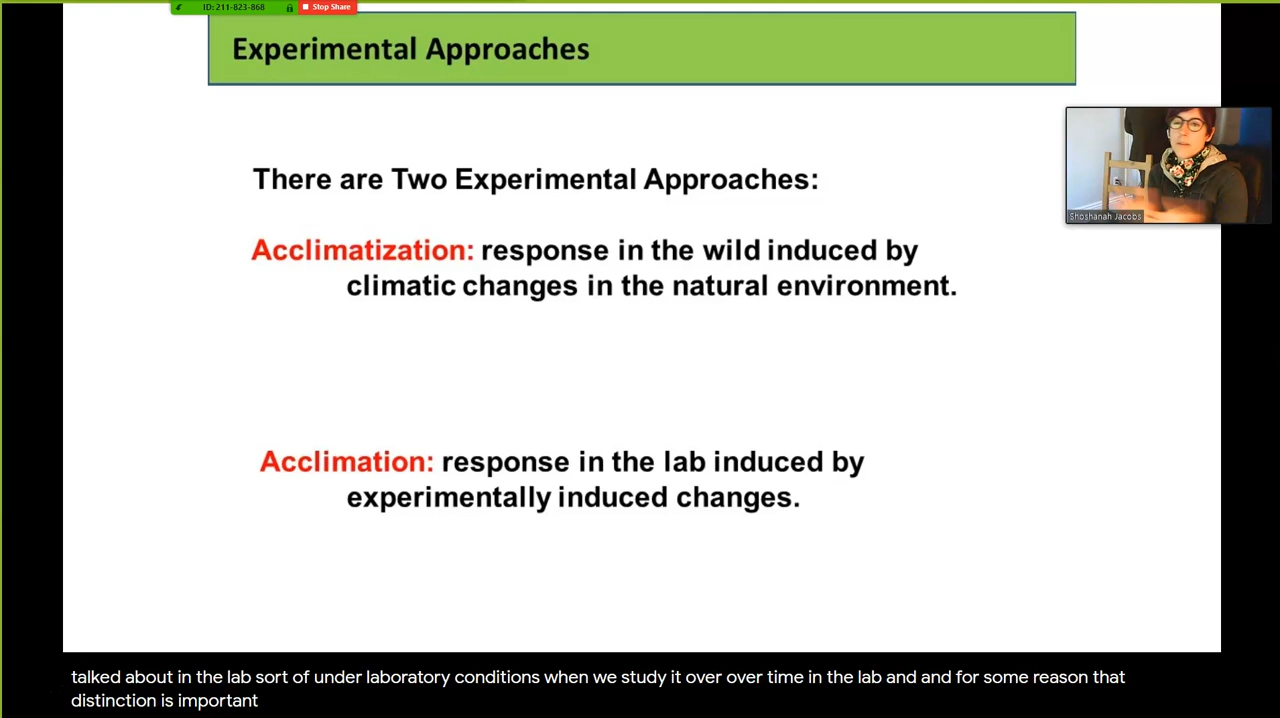 ID: 211-823-868
Stop Share
Experimental Approaches
There are Two Experimental Approaches:
Acclimatization: response in the wild induced by
climatic changes in the natural environment.
Shoshanah Jacobs
Acclimation: response in the lab induced by
experimentally induced changes.
talked about in the lab sort of under laboratory conditions when we study it over over time in the lab and and for some reason that
distinction is important